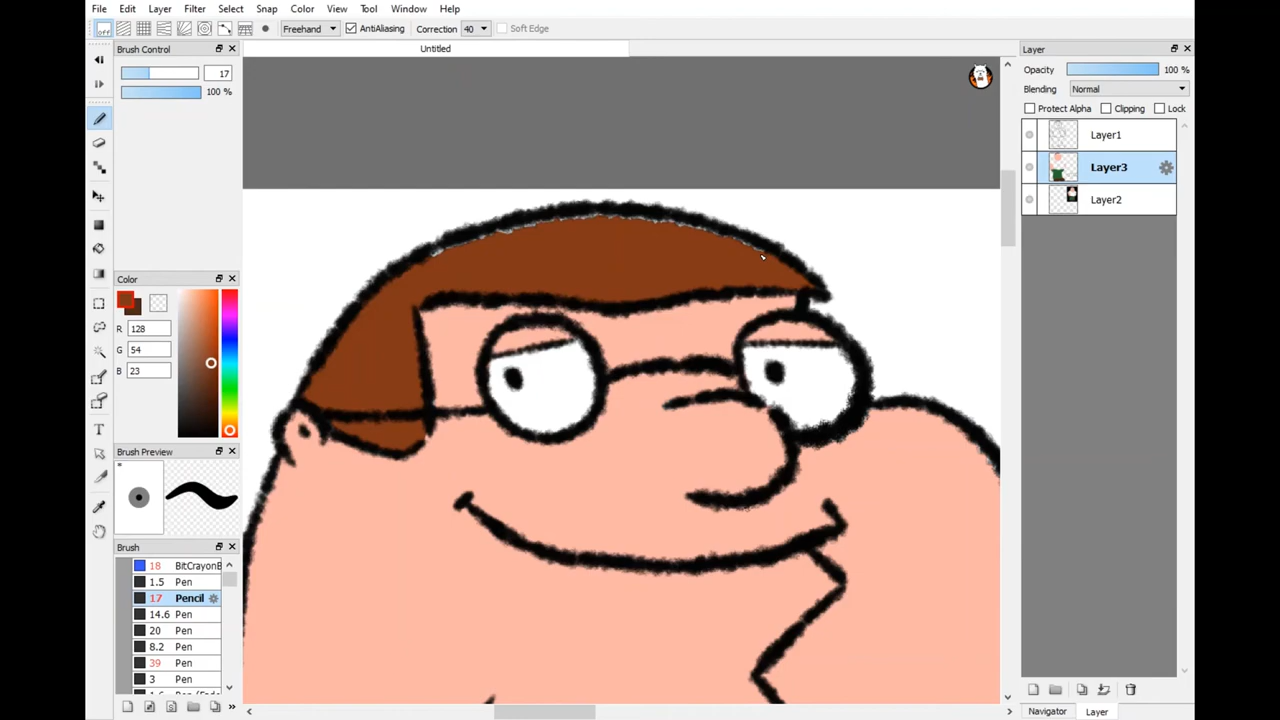 File Edit Layer Filter Select Snap Color View Tool Window Help
off Freehand AntiAliasing Correction 40 Soft Edge
Brush Control
17
100 %
Color
R 128
G 54
B 23
Brush Preview
*
Brush
18 BitCrayonB
1.5 Pen
17 Pencil
14.6 Pen
20 Pen
8.2 Pen
39 Pen
3 Pen
T
Untitled
Layer
Opacity 100 %
Blending Normal
Protect Alpha Clipping Lock
Layer1
Layer3
Layer2
Navigator Layer